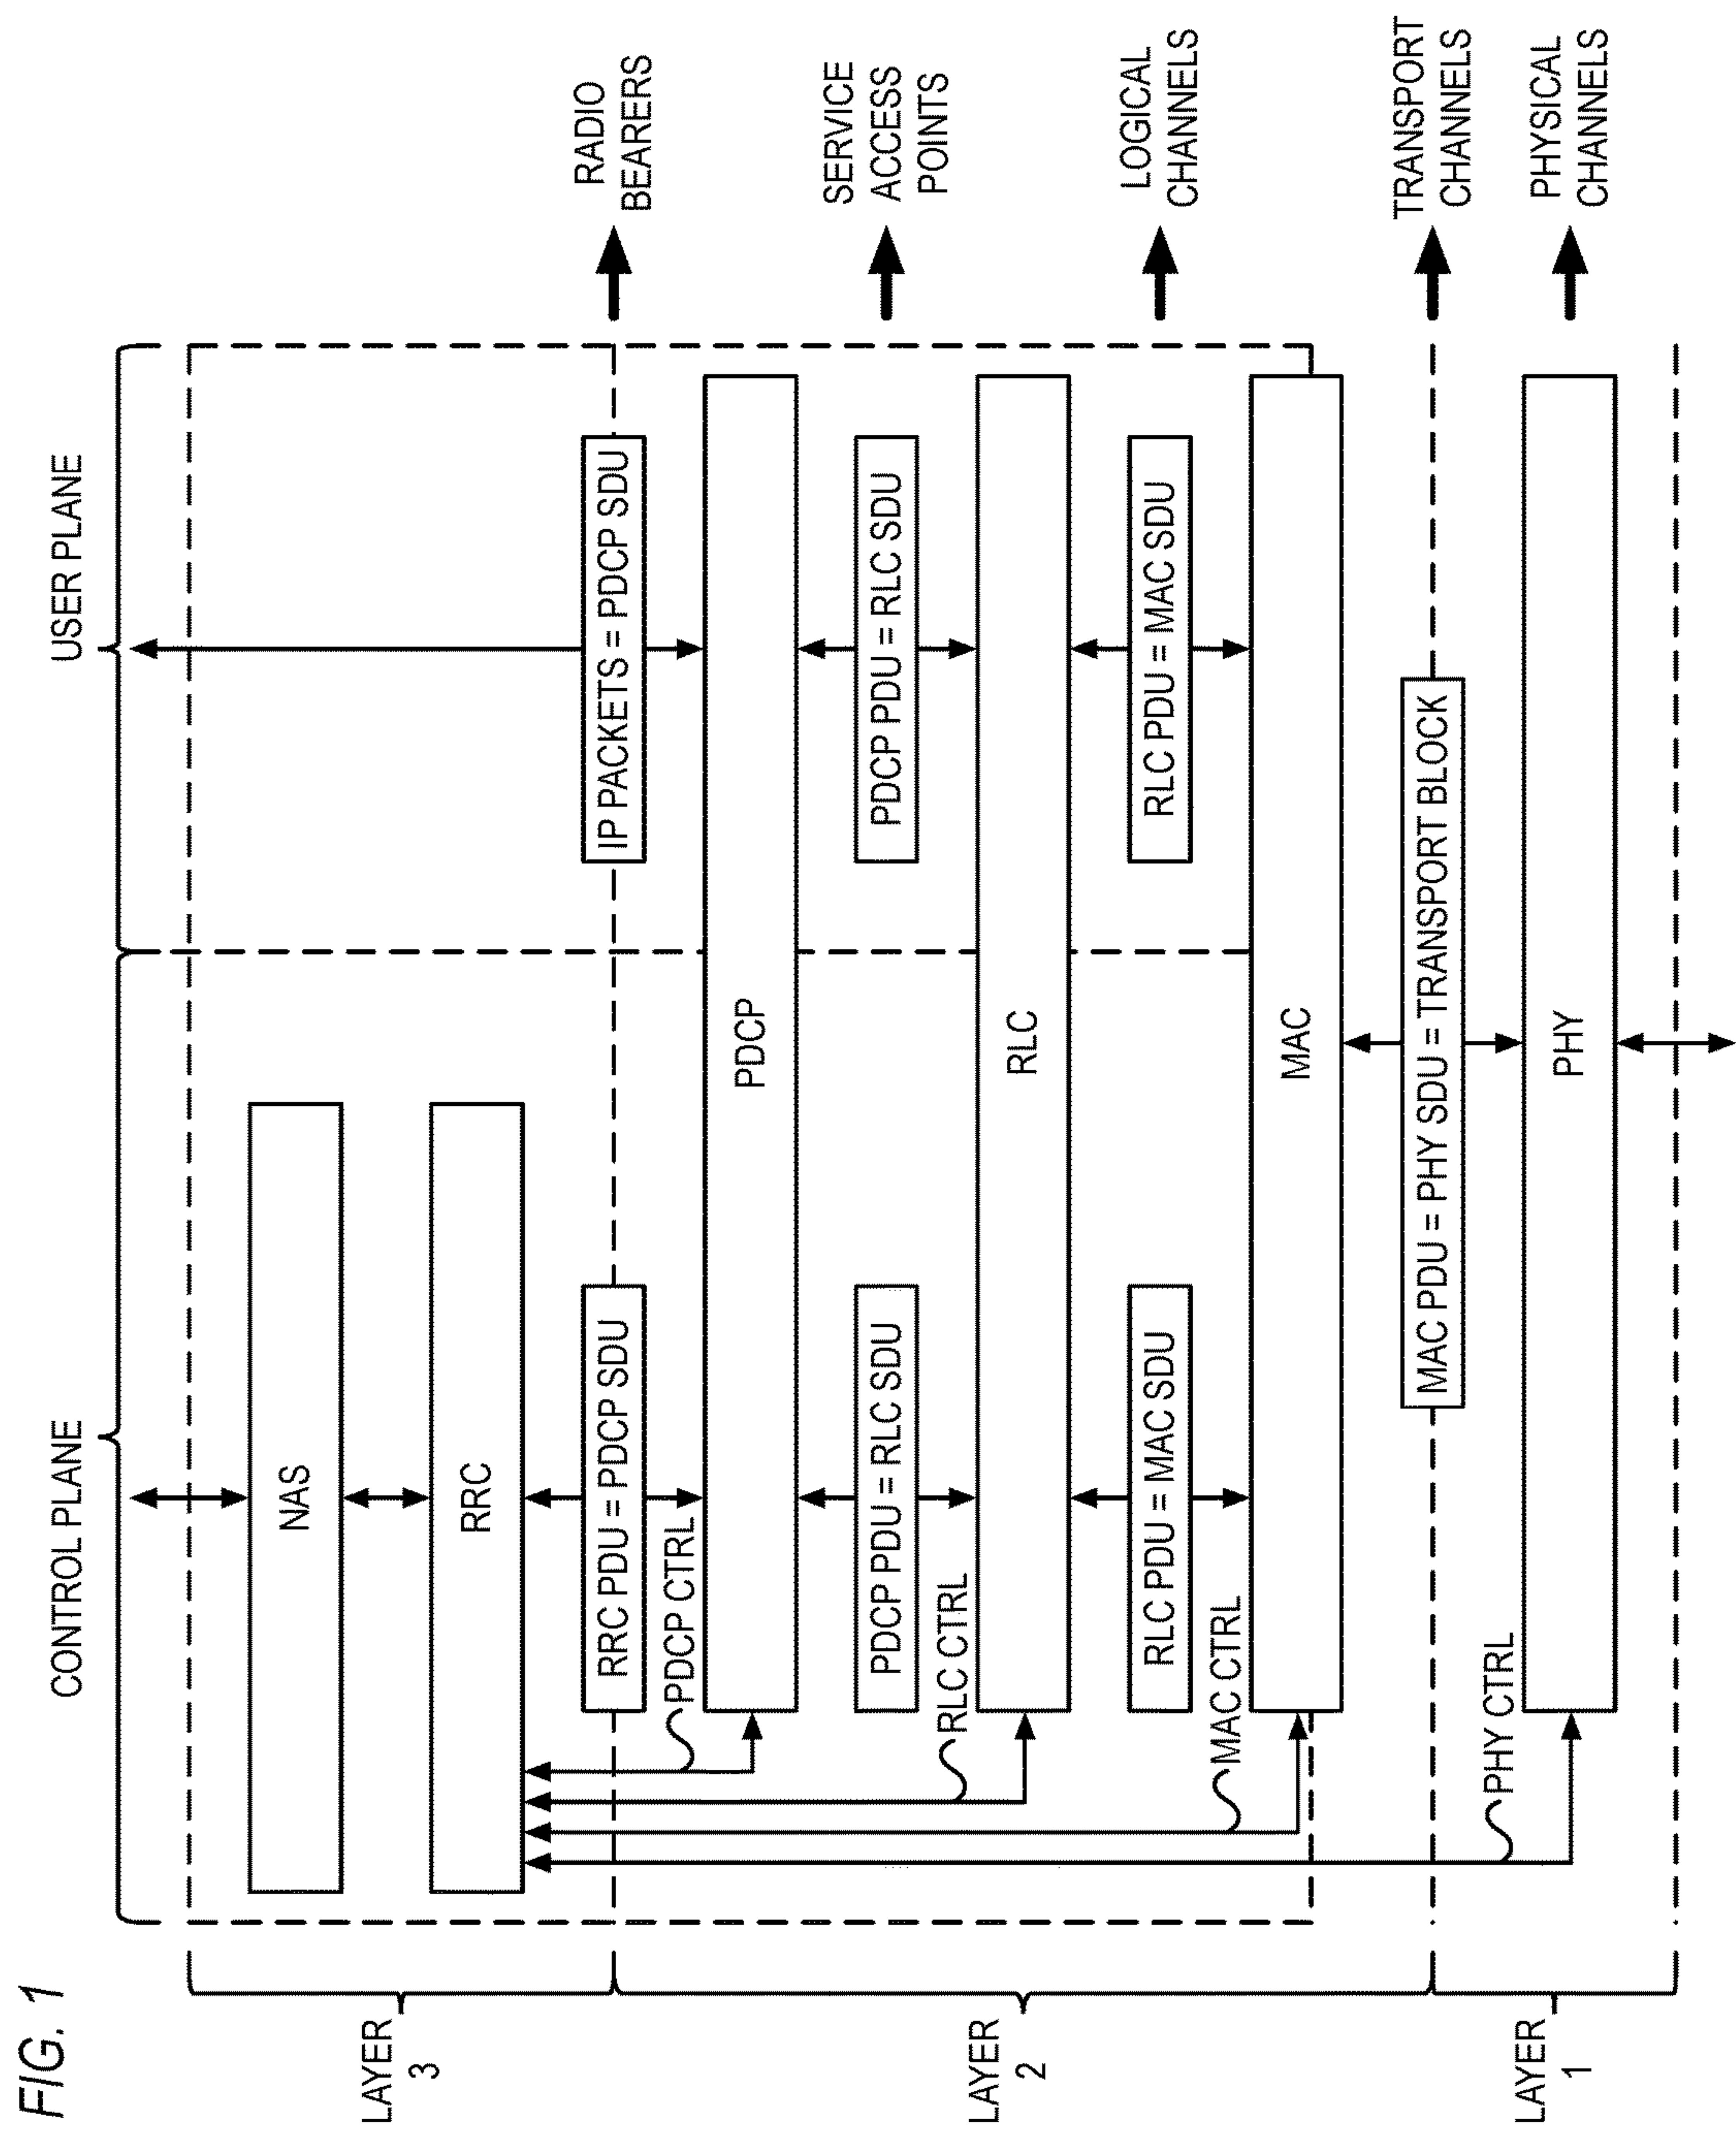 FIG. 1
CONTROL PLANE
USER PLANE
LAYER
3
NAS
RRC
RRC PDU = PDCP SDU
IP PACKETS = PDCP SDU
RADIO
BEARERS
PDCP CTRL
LAYER
2
PDCP
PDCP PDU = RLC SDU
PDCP PDU = RLC SDU
SERVICE
ACCESS
POINTS
RLC CTRL
RLC
RLC PDU = MAC SDU
RLC PDU = MAC SDU
LOGICAL
CHANNELS
MAC CTRL
MAC
MAC PDU = PHY SDU = TRANSPORT BLOCK
TRANSPORT
CHANNELS
LAYER
1
PHY CTRL
PHY
PHYSICAL
CHANNELS